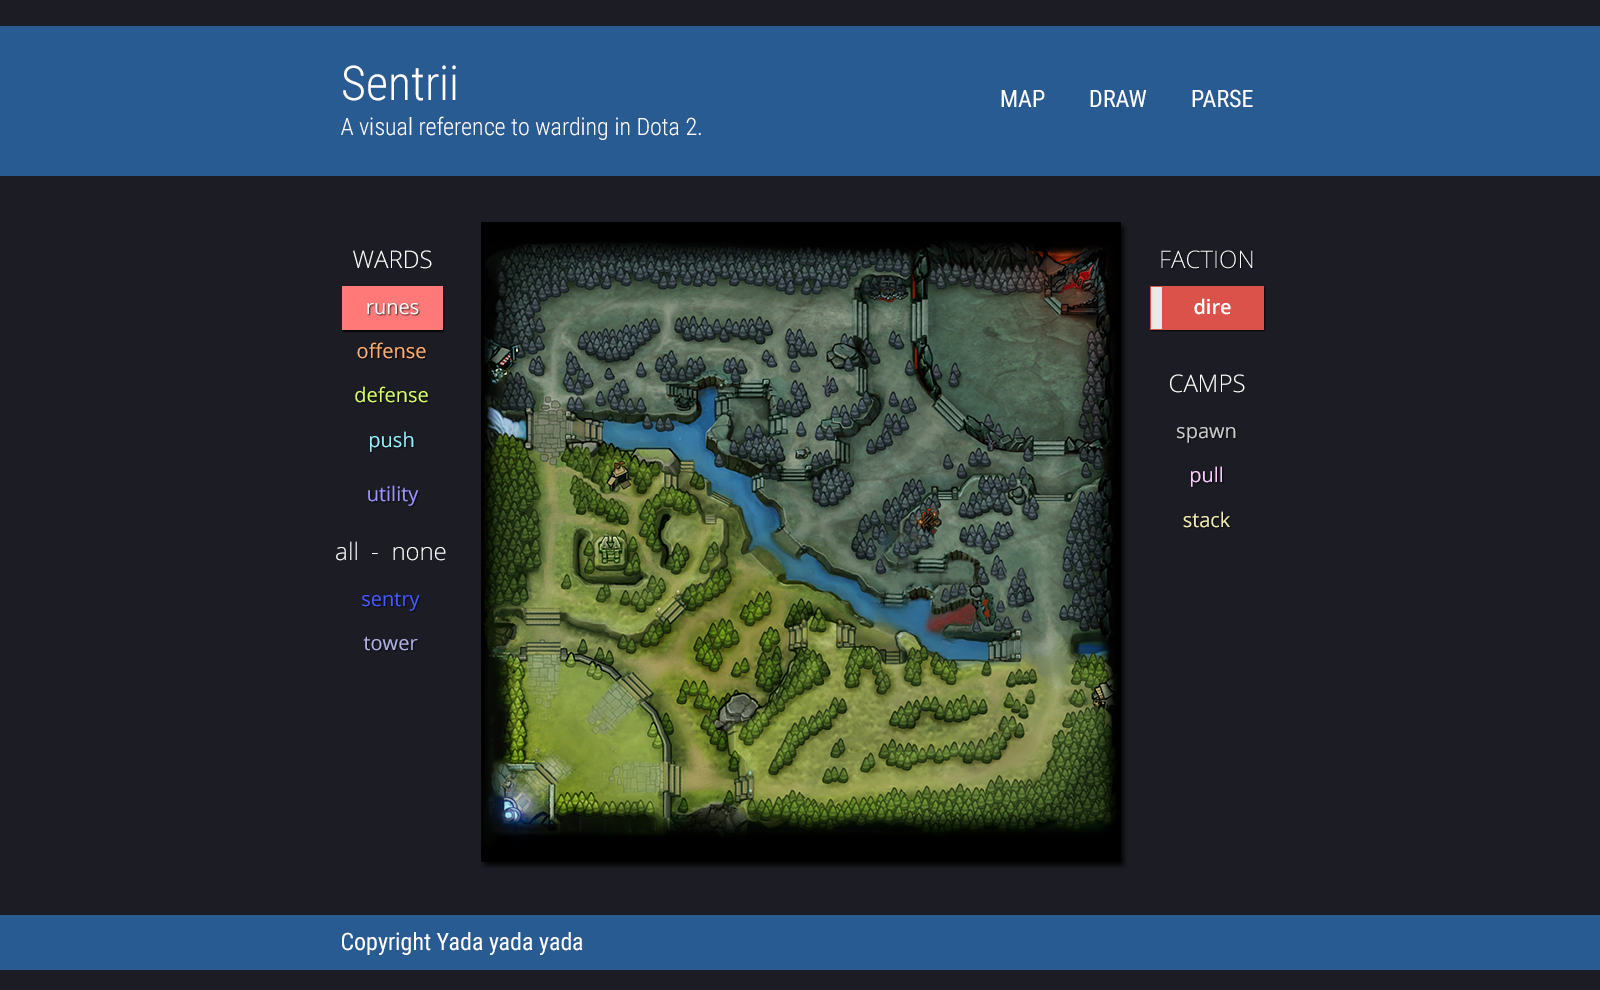 Sentrii
A visual reference to warding in Dota 2.
MAP DRAW PARSE
WARDS
runes
offense
defense
push
utility
all - none
sentry
tower
FACTION
dire
CAMPS
spawn
pull
stack
Copyright Yada yada yada